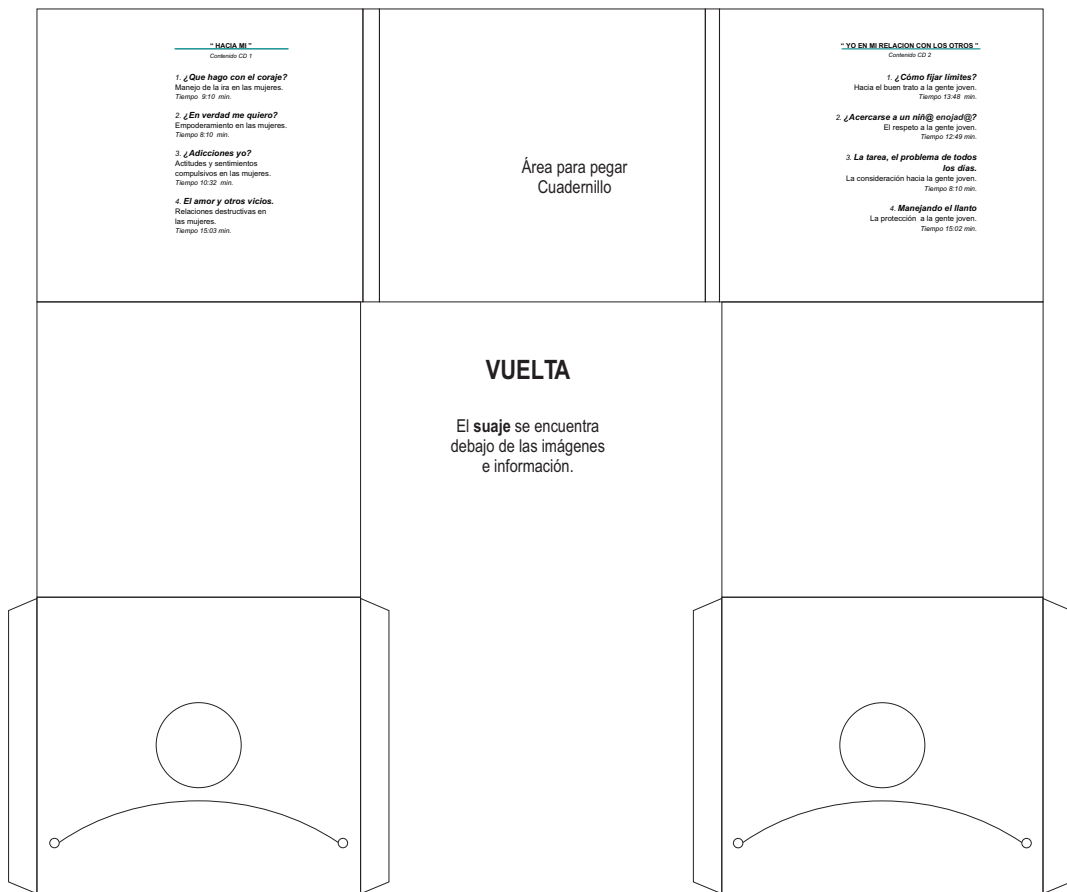 “ HACIA MI ”
Contenido CD 1
1. ¿Que hago con el coraje?
Manejo de la ira en las mujeres.
Tiempo 9:10 min.
2. ¿En verdad me quiero?
Empoderamiento en las mujeres.
Tiempo 8:10 min.
3. ¿Adicciones yo?
Actitudes y sentimientos
compulsivos en las mujeres.
Tiempo 10:32 min.
4. El amor y otros vicios.
Relaciones destructivas en
las mujeres.
Tiempo 15:03 min.
Área para pegar
Cuadernillo
“ YO EN MI RELACION CON LOS OTROS ”
Contenido CD 2
1. ¿Cómo fijar límites?
Hacia el buen trato a la gente joven.
Tiempo 13:48 min.
2. ¿Acercarse a un niñ@ enojad@?
El respeto a la gente joven.
Tiempo 12:49 min.
3. La tarea, el problema de todos
los días.
La consideración hacia la gente joven.
Tiempo 8:10 min.
4. Manejando el llanto
La protección a la gente joven.
Tiempo 15:02 min.
VUELTA
El suaje se encuentra
debajo de las imágenes
e información.